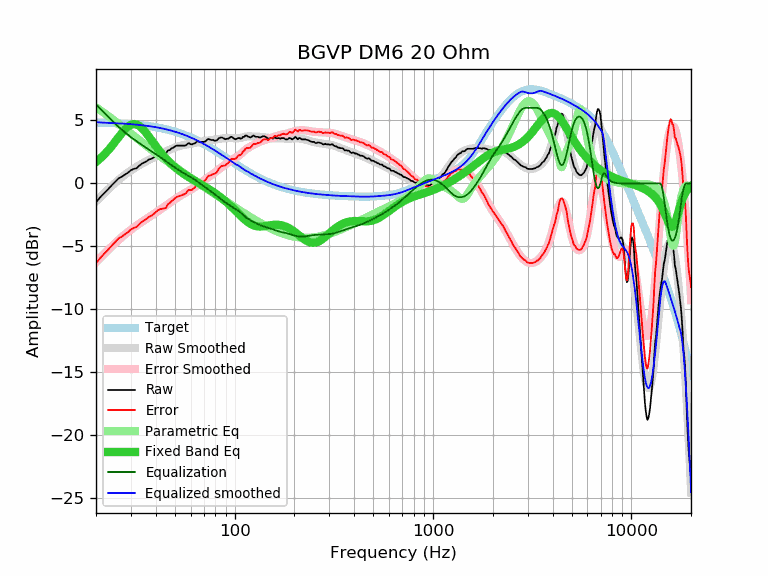 BGVP DM6 20 Ohm
Amplitude (dBr)
5
0
−5
−10
−15
−20
−25
Target
Raw Smoothed
Error Smoothed
Raw
Error
Parametric Eq
Fixed Band Eq
Equalization
Equalized smoothed
100
1000
10000
Frequency (Hz)